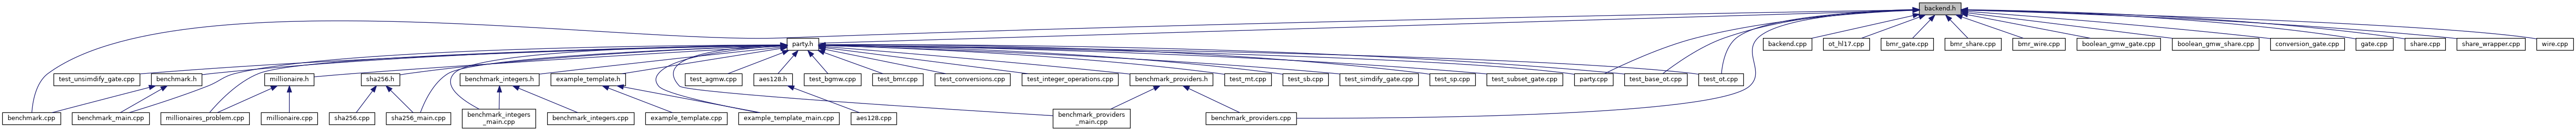 backend.h
party.h
backend.cpp
ot_hl17.cpp
bmr_gate.cpp
bmr_share.cpp
bmr_wire.cpp
boolean_gmw_gate.cpp
boolean_gmw_share.cpp
conversion_gate.cpp
gate.cpp
share.cpp
share_wrapper.cpp
wire.cpp
test_unsimdify_gate.cpp
benchmark.h
millionaire.h
sha256.h
benchmark_integers.h
example_template.h
test_agmw.cpp
aes128.h
test_bgmw.cpp
test_bmr.cpp
test_conversions.cpp
test_integer_operations.cpp
benchmark_providers.h
test_mt.cpp
test_sb.cpp
test_simdify_gate.cpp
test_sp.cpp
test_subset_gate.cpp
party.cpp
test_base_ot.cpp
test_ot.cpp
benchmark.cpp
benchmark_main.cpp
millionaires_problem.cpp
millionaire.cpp
sha256.cpp
sha256_main.cpp
benchmark_integers
_main.cpp
benchmark_integers.cpp
example_template.cpp
example_template_main.cpp
aes128.cpp
benchmark_providers
_main.cpp
benchmark_providers.cpp